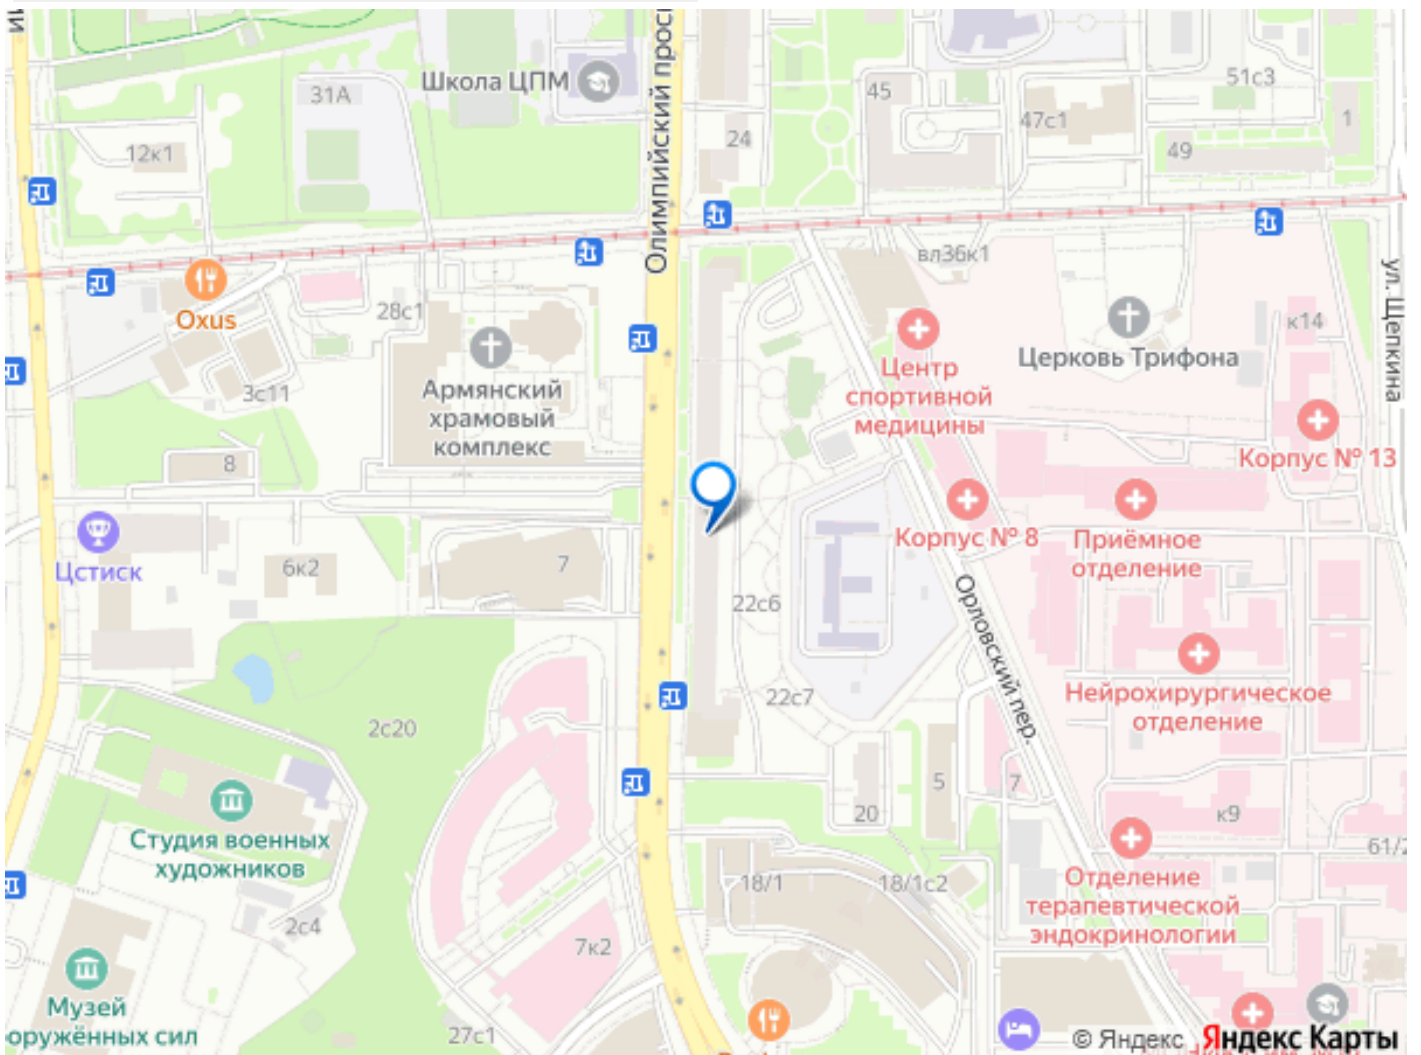 Олимпийский прос
Школа ЦПМ
31А
12к1
24
45
47с1
51с3
49
1
вл36к1
Oxus
28с1
3с11
Армянский
храмовый
комплекс
8
Центр
спортивной
медицины
Церковь Трифона
к14
ул. Щепкина
Корпус № 13
Корпус № 8
Приёмное
отделение
Цстиск
6к2
7
22с6
22с7
Орловский пер.
Нейрохирургическое
отделение
2с20
5
7
20
к9
61/2
Студия военных
художников
2с4
18/1
18/1с2
Отделение
терапевтической
эндокринологии
7к2
Музей
оружённых сил
27с1
© Яндекс
Яндекс Карты